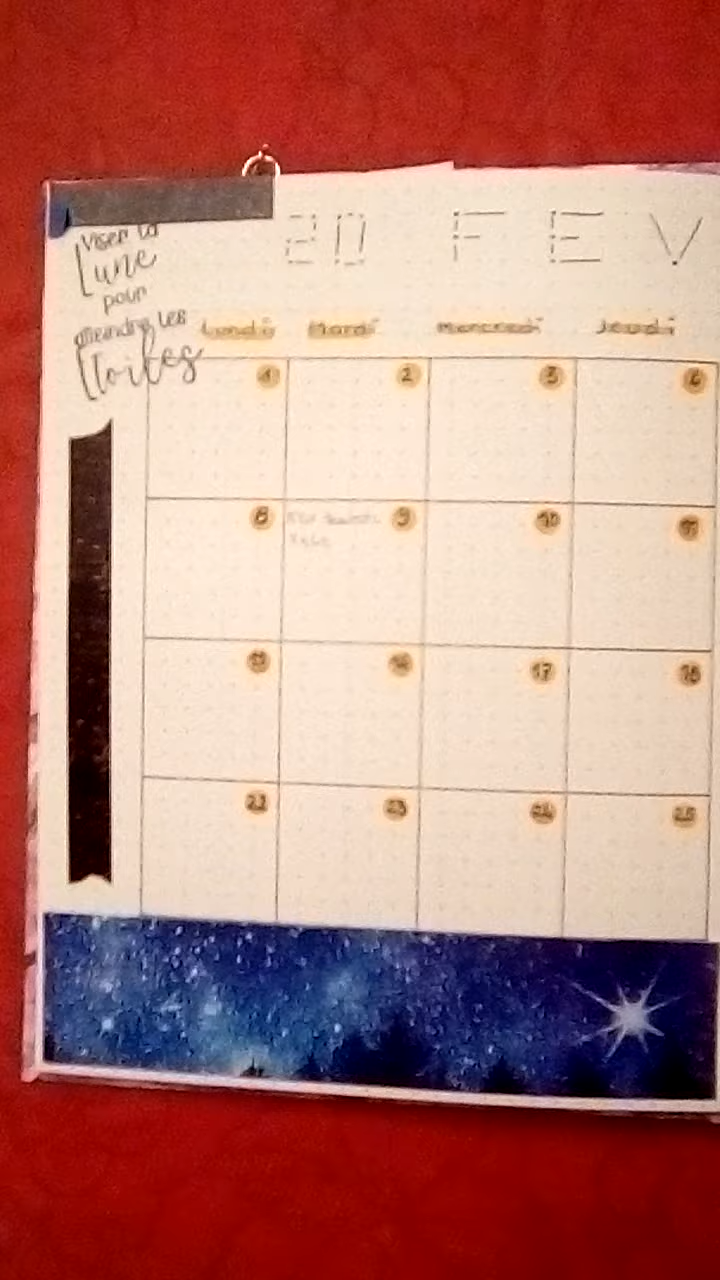 20 FEV
Viser la
Lune
pour
atteindre les
Etoiles
Lundi Mardi mercredi Jeudi
1 2 3 4
8 9 10 11
15 16 17 18
22 23 24 25